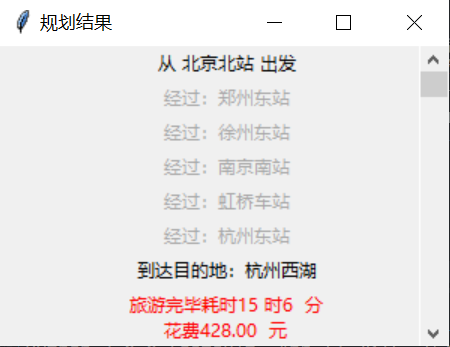 规划结果
从 北京北站 出发
经过：郑州东站
经过：徐州东站
经过：南京南站
经过：虹桥车站
经过：杭州东站
到达目的地：杭州西湖
旅游完毕耗时15 时6 分
花费428.00 元